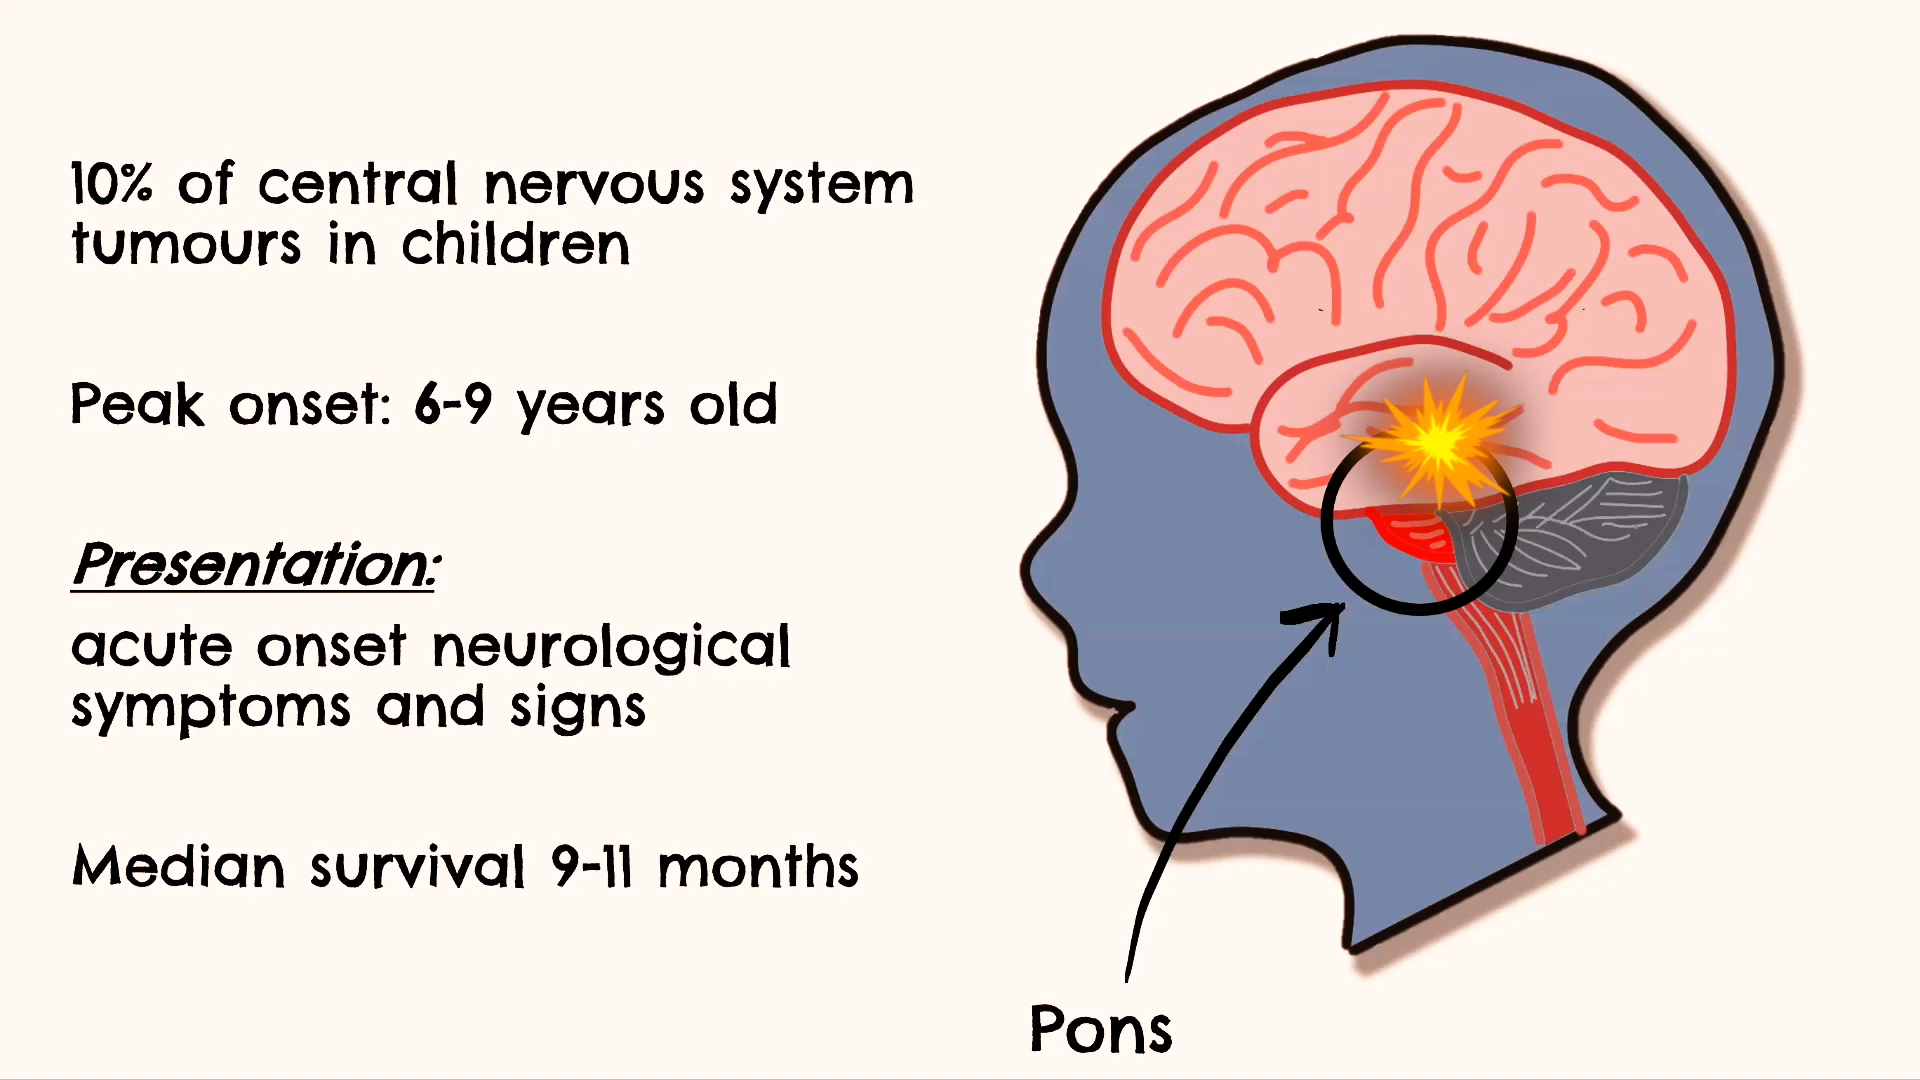 10% of central nervous system
tumours in children
Peak onset: 6-9 years old
Presentation:
acute onset neurological
symptoms and signs
Median survival 9-11 months
Pons